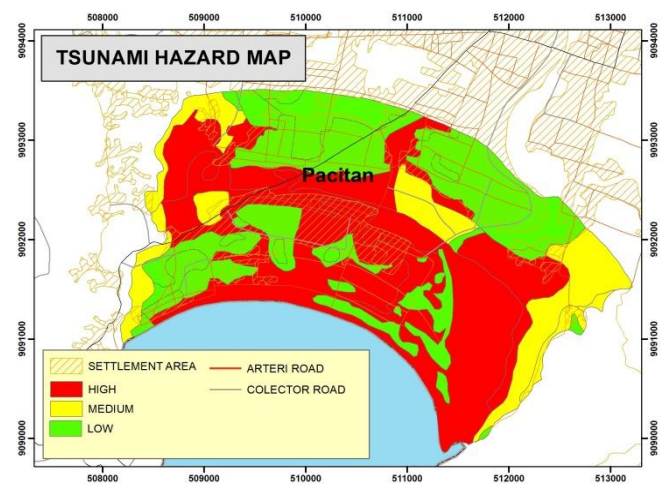 508000 509000 510000 511000 512000 513000
9094000
TSUNAMI HAZARD MAP
9093000
Pacitan
9092000
9091000
9090000
SETTLEMENT AREA
HIGH
MEDIUM
LOW
ARTERI ROAD
COLECTOR ROAD
508000 509000 510000 511000 512000 513000
9094000
9093000
9092000
9091000
9090000